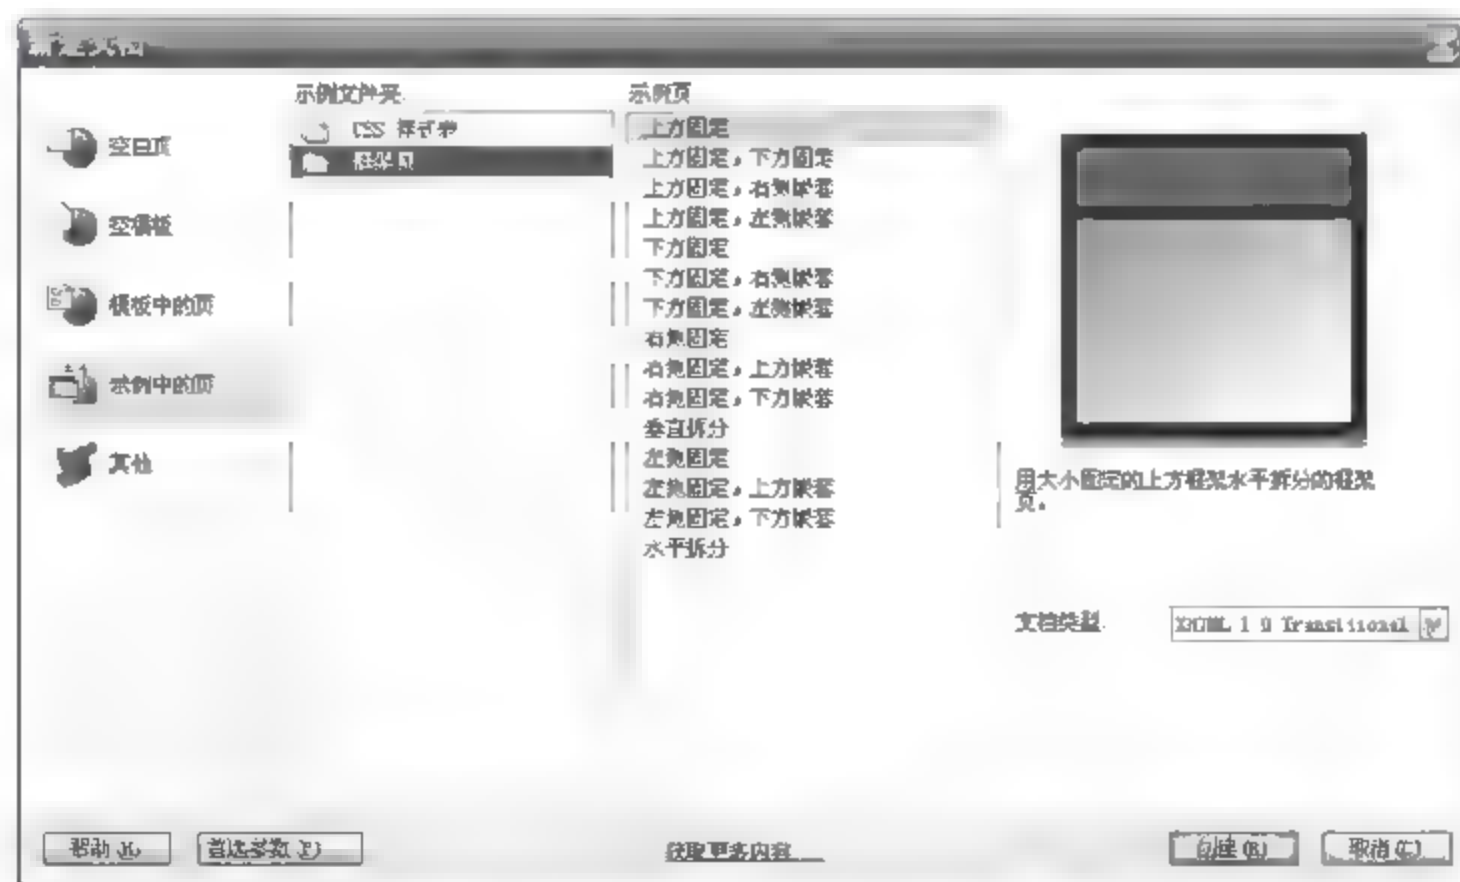 新建文档
示例文件夹:
示例页
空白页
空模板
模板中的页
示例中的页
其他
CSS 样式表
框架页
上方固定
上方固定，下方固定
上方固定，右侧嵌套
上方固定，左侧嵌套
下方固定
下方固定，右侧嵌套
下方固定，左侧嵌套
右侧固定
右侧固定，上方嵌套
右侧固定，下方嵌套
垂直拆分
左侧固定
左侧固定，上方嵌套
左侧固定，下方嵌套
水平拆分
用大小固定的上方框架水平拆分的框架
页。
文档类型:
XHTML 1 0 Transitional
帮助(H)
首选参数(P)
获取更多内容...
创建(R)
取消(C)